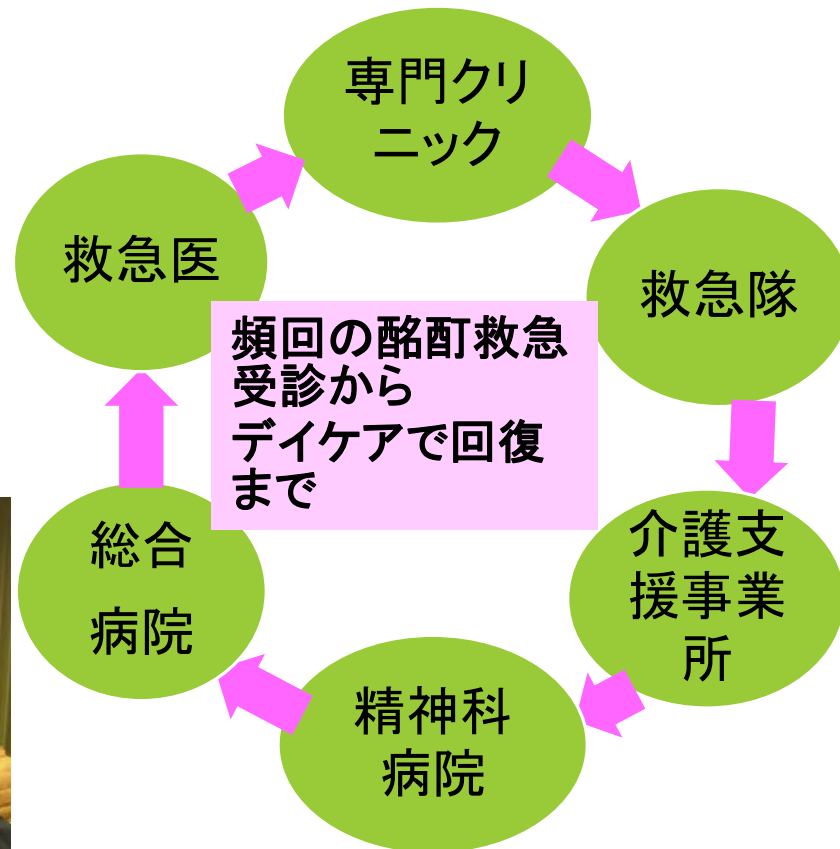 専門クリ
ニック
救急隊
介護支
援事業
所
精神科
病院
総合
病院
救急医
頻回の酩酊救急
受診から
デイケアで回復
まで